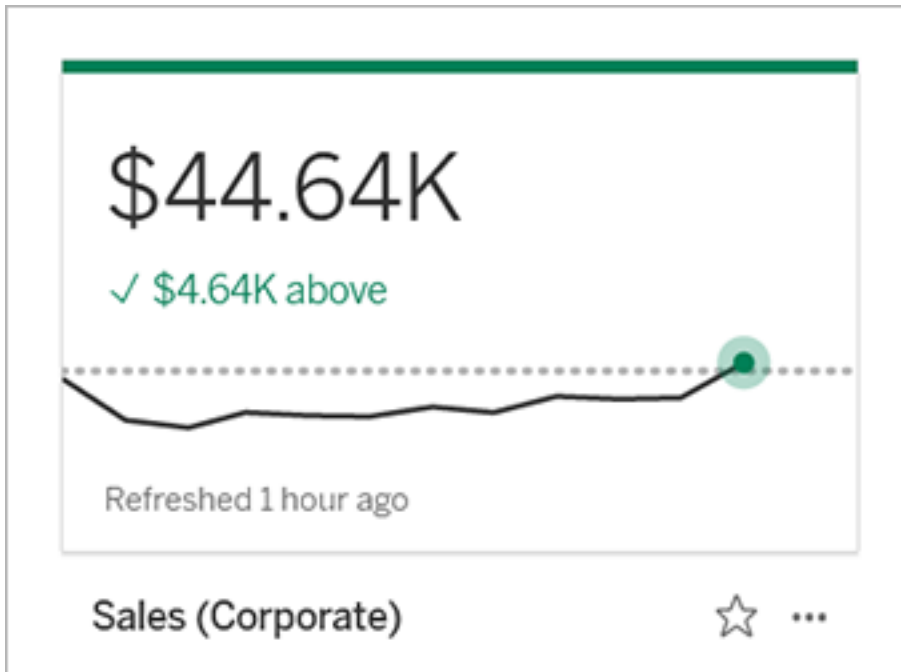 $44.64K
✓ $4.64K above
Refreshed 1 hour ago
Sales (Corporate)